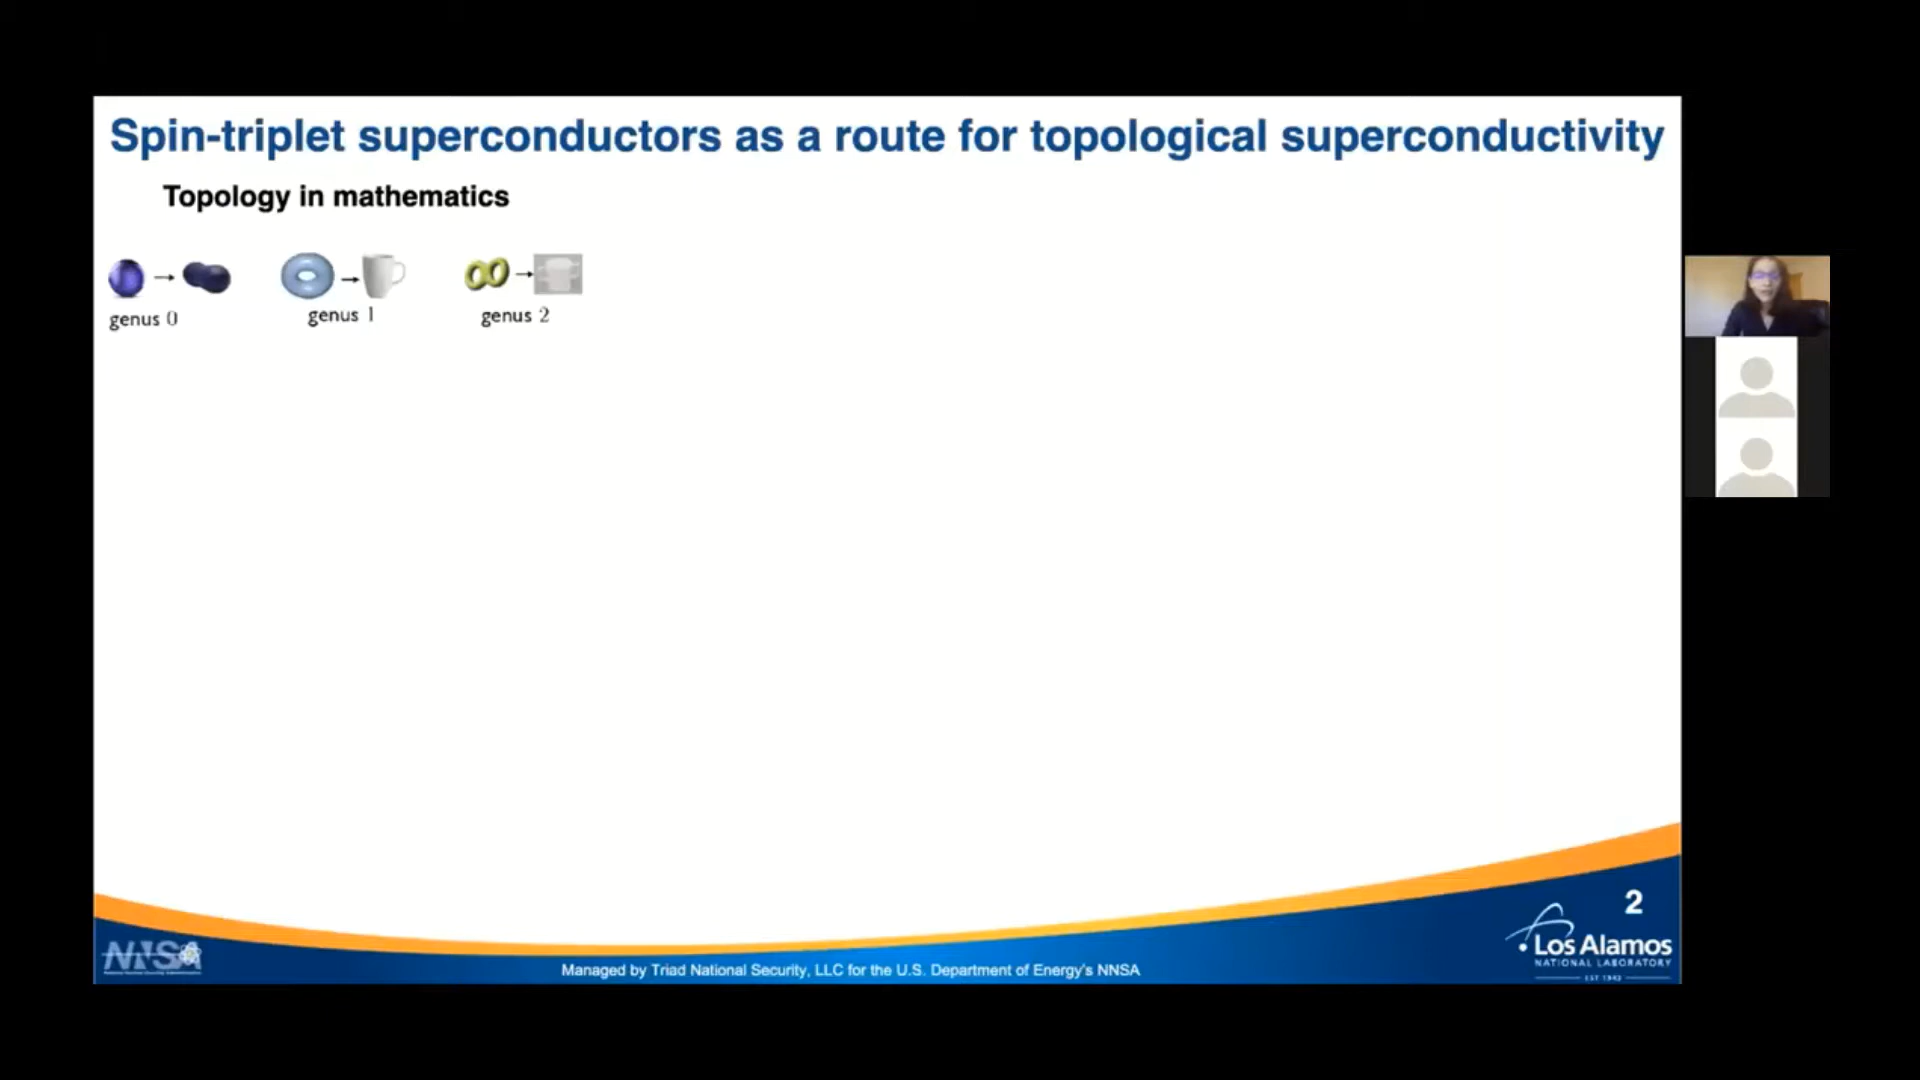 Spin-triplet superconductors as a route for topological superconductivity
Topology in mathematics
genus 0
genus 1
genus 2
2
NNSA
Los Alamos
NATIONAL LABORATORY
EST 1943
Managed by Triad National Security, LLC for the U.S. Department of Energy's NNSA